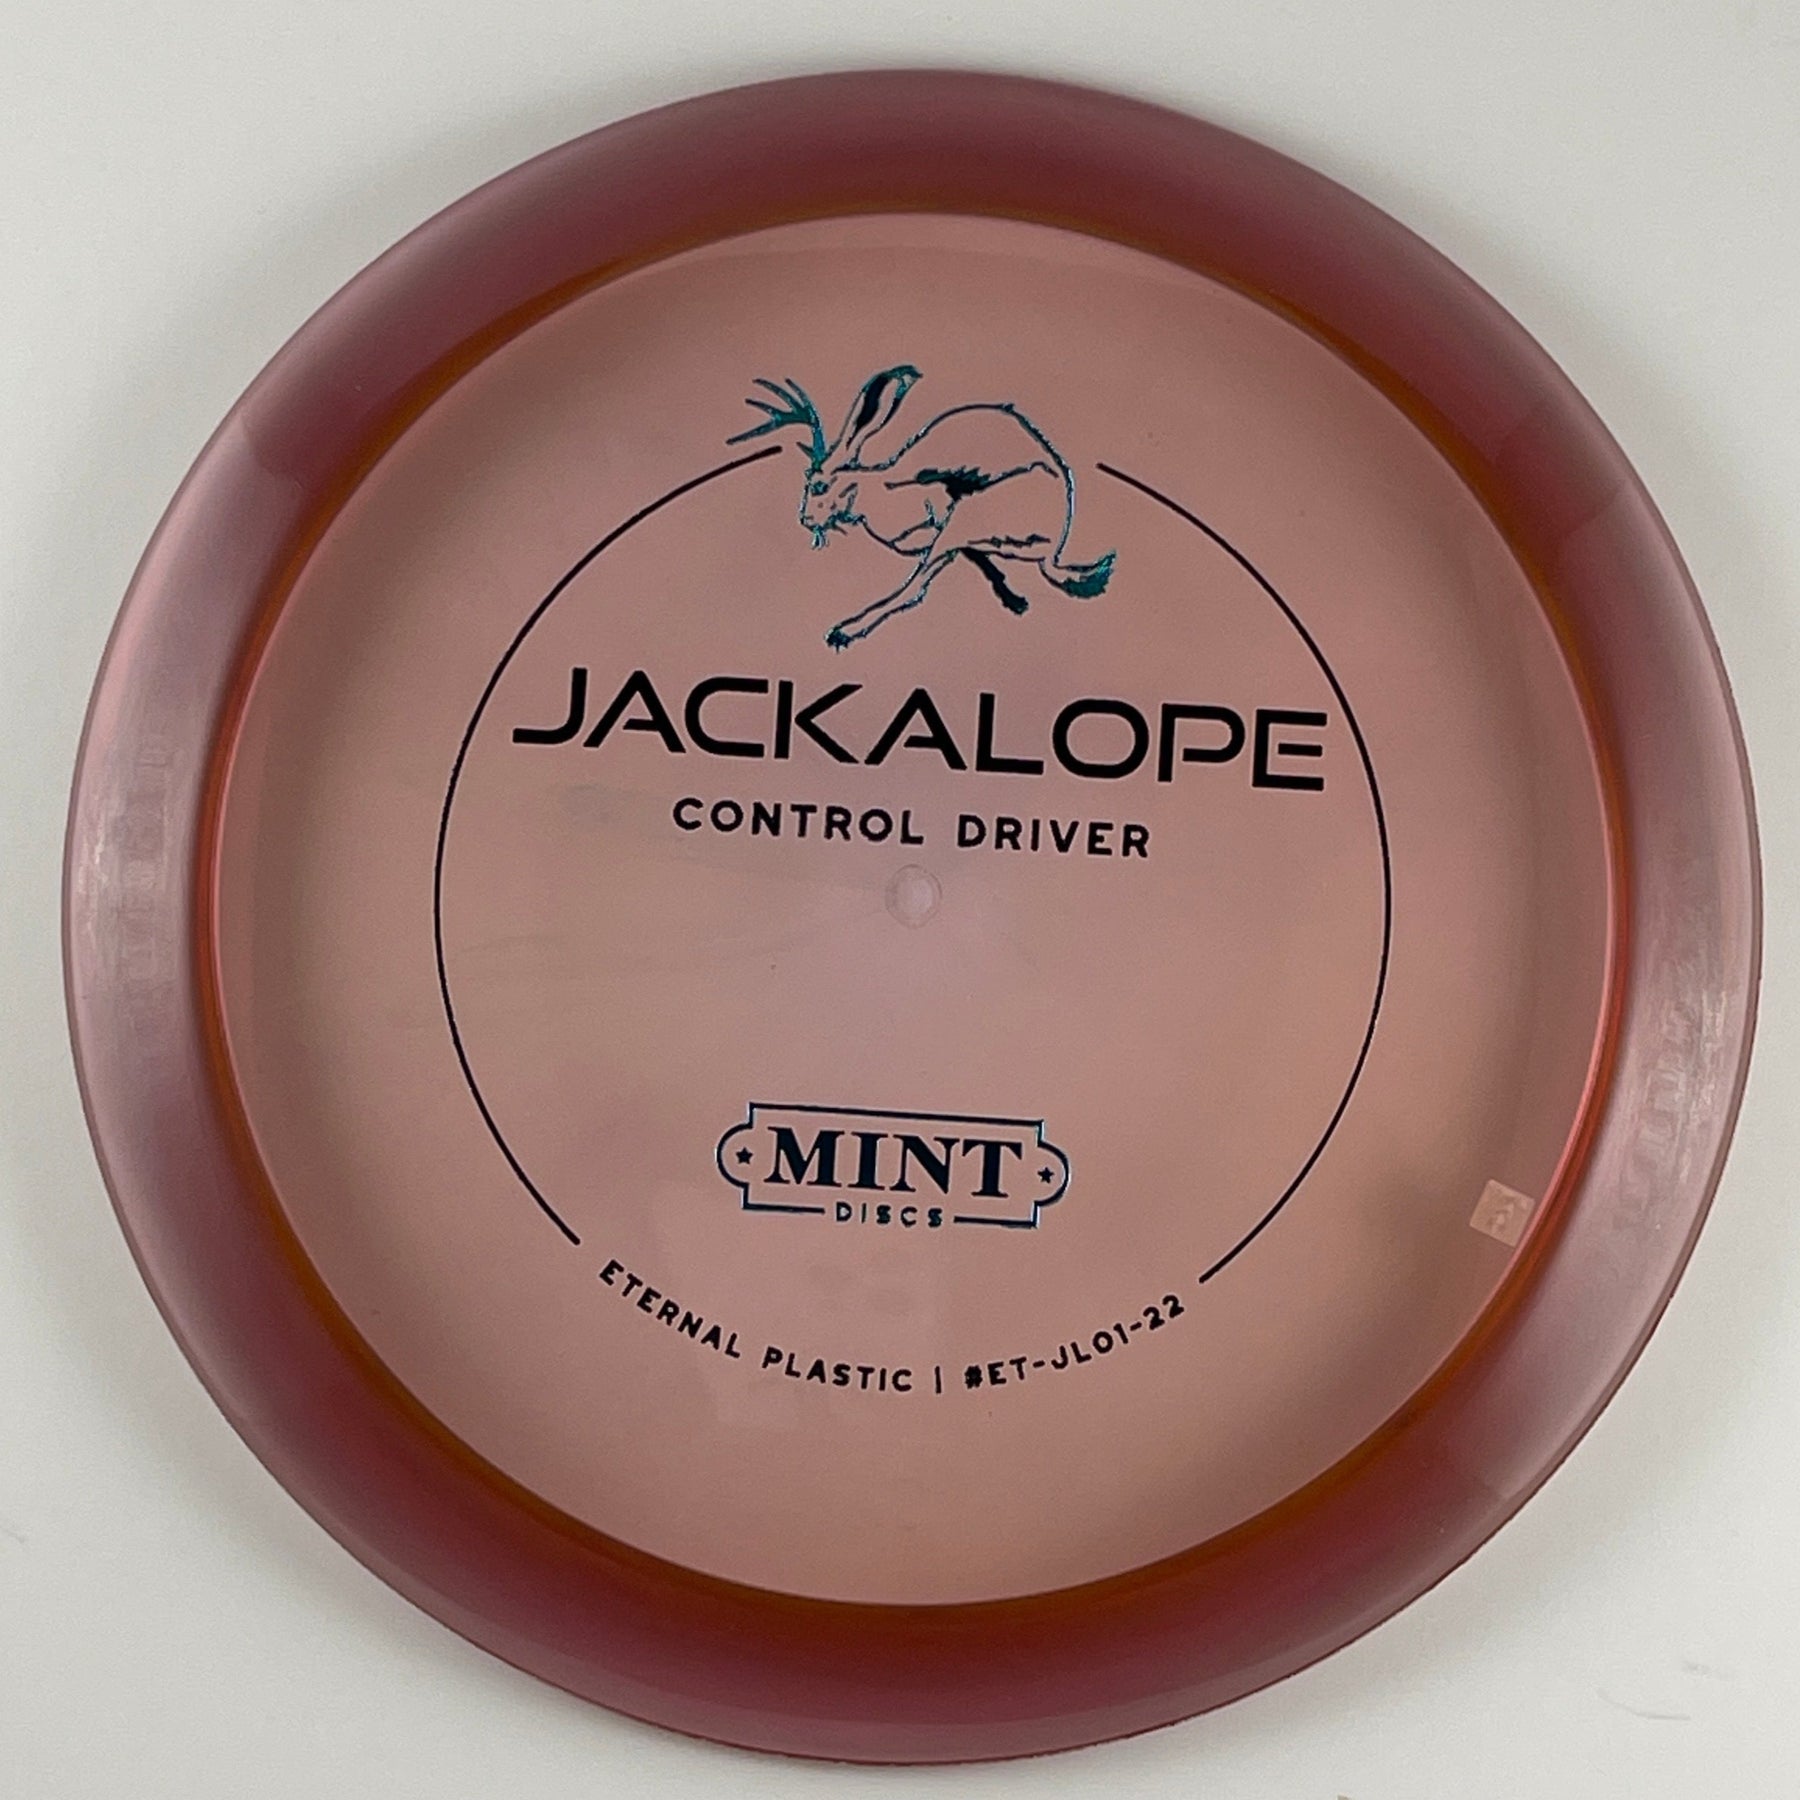 JACKALOPE
CONTROL DRIVER
MINT
DISCS
ETERNAL PLASTIC | #ET-JL01-22